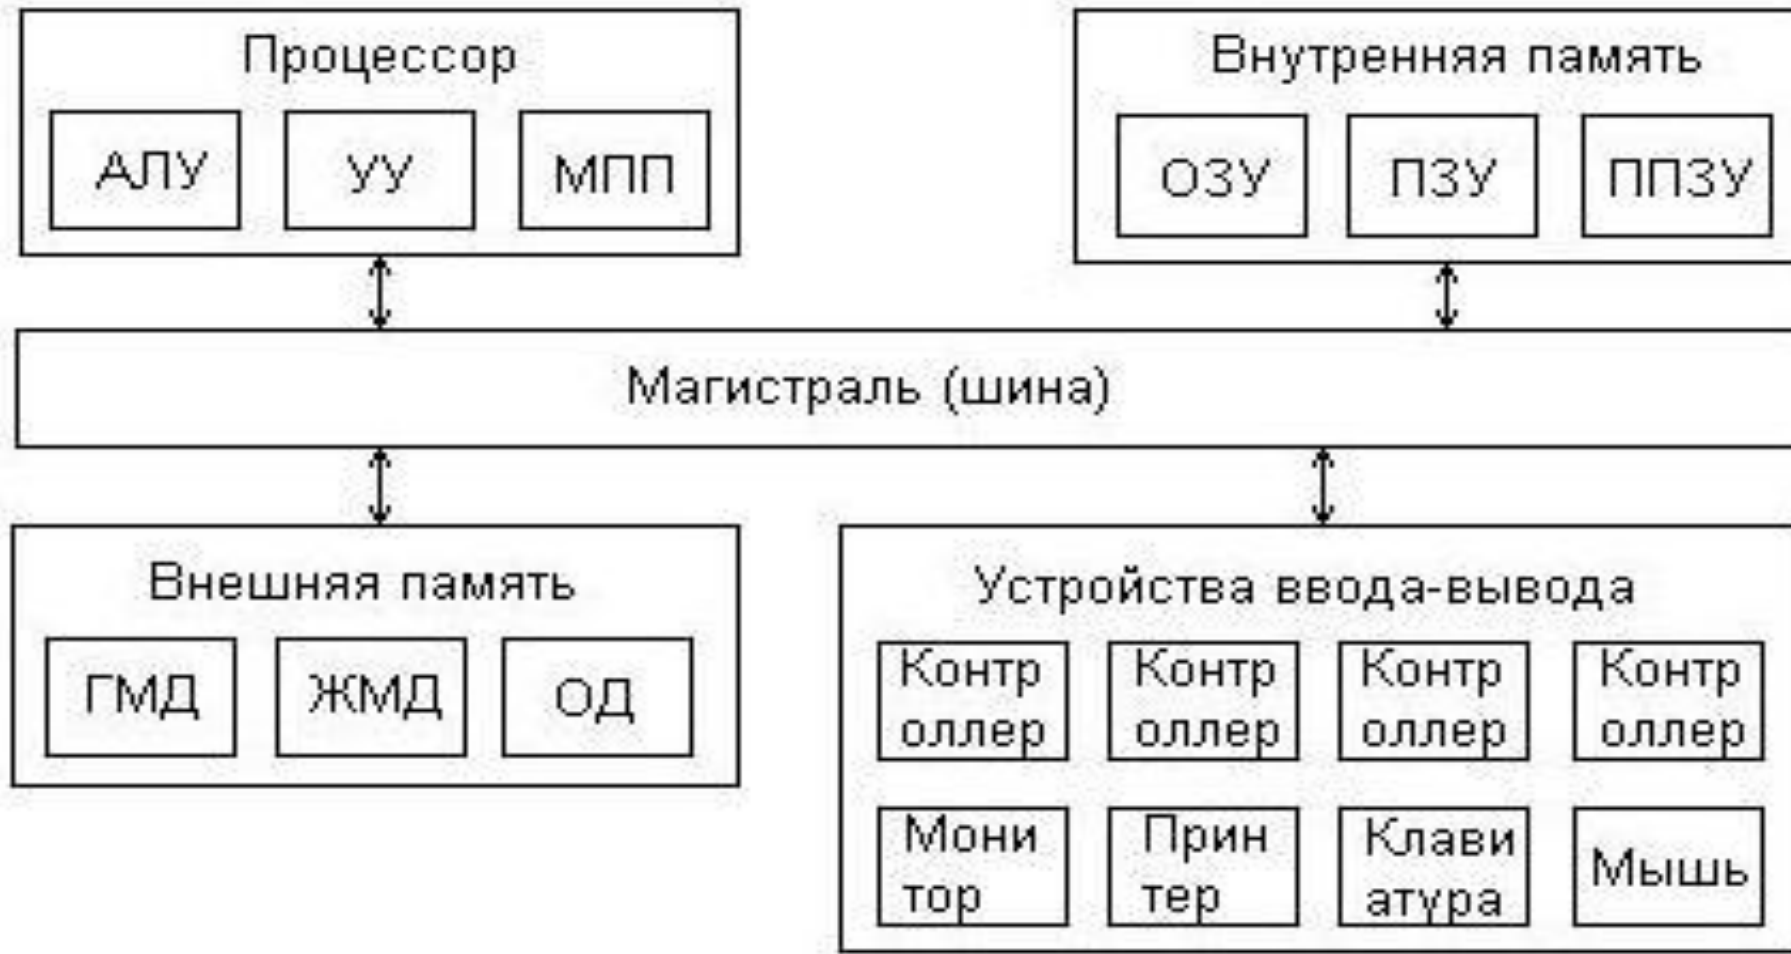 Процессор
АЛУ УУ МПП
Внутренняя память
ОЗУ ПЗУ ППЗУ
Магистраль (шина)
Внешняя память
ГМД ЖМД ОД
Устройства ввода-вывода
Контр
оллер
Контр
оллер
Контр
оллер
Контр
оллер
Мони
тор
Прин
тер
Клави
атура
Мышь